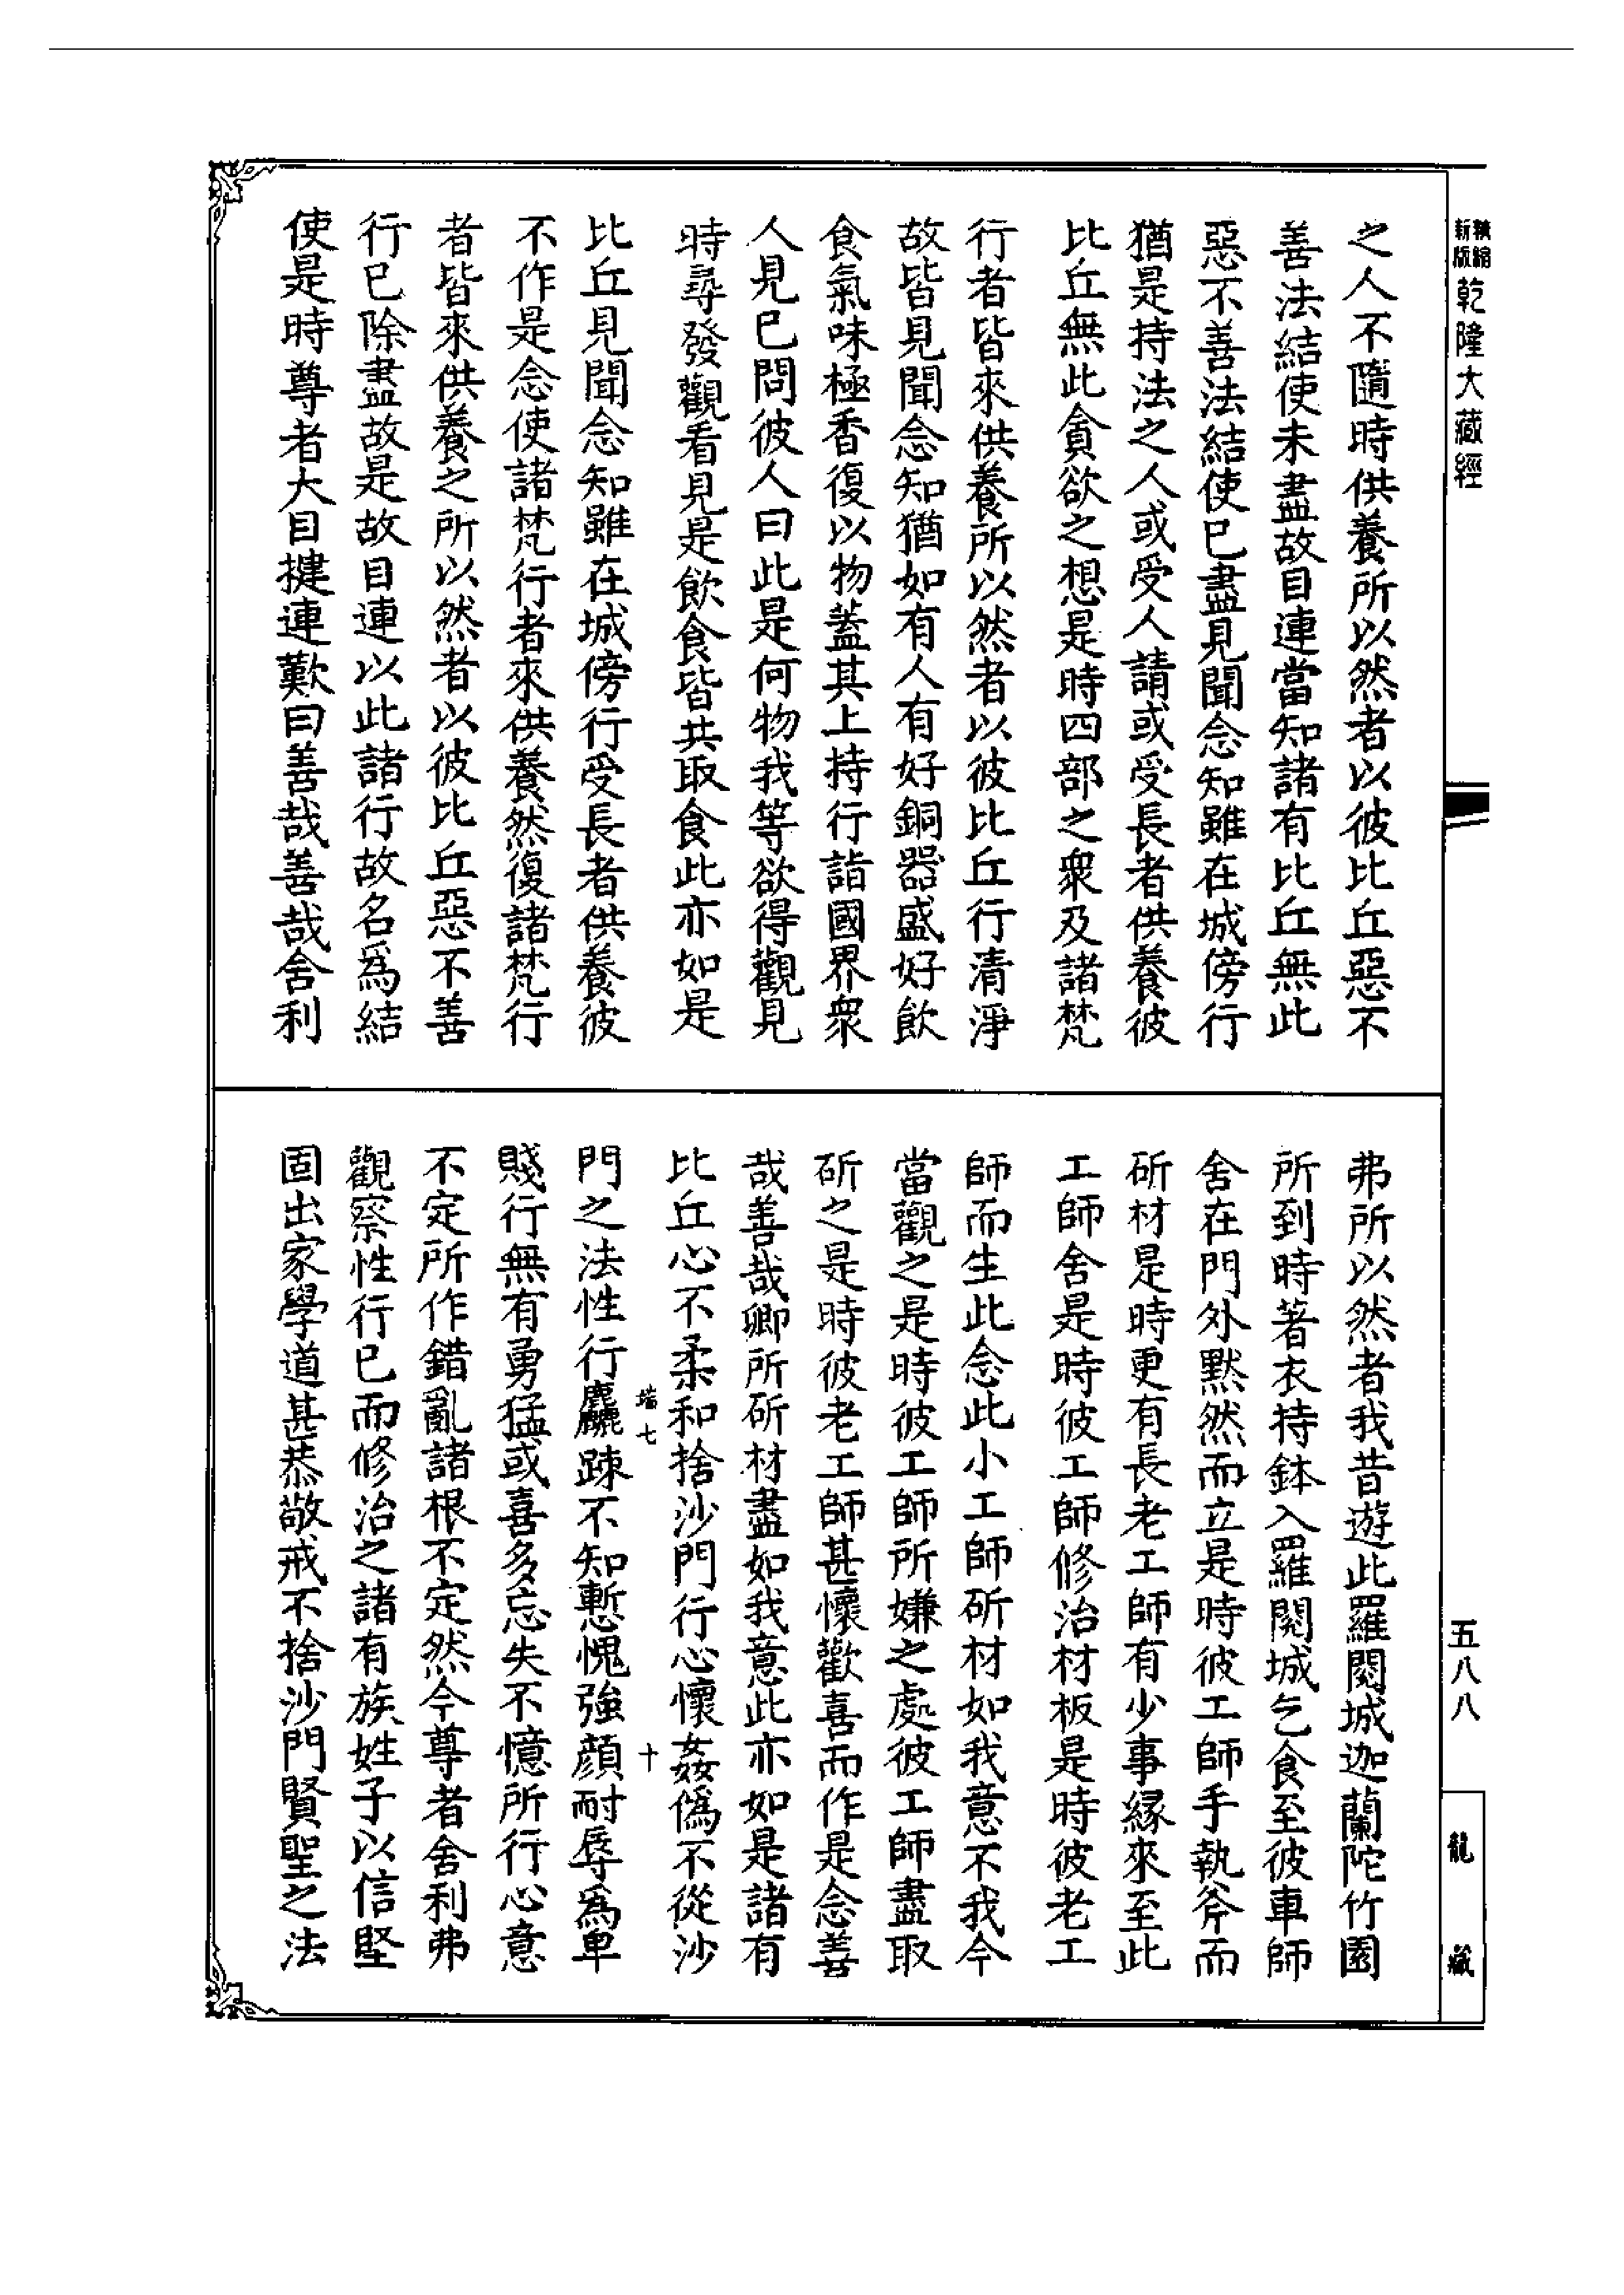 精縮新版乾隆大藏經
之人不隨時供養所以然者以彼比丘惡不
善法結使未盡故目連當知諸有比丘無此
惡不善法結使已盡見聞念知雖在城傍行
猶是持法之人或受人請或受長者供養彼
比丘無此貪欲之想是時四部之衆及諸梵
行者皆來供養所以然者以彼比丘行清淨
故皆見聞念知猶如有人有好銅器盛好飲
食氣味極香復以物蓋其上持行詣國界衆
人見已問彼人曰此是何物我等欲得觀見
時尋發觀看見是飲食皆共取食此亦如是
比丘見聞念知雖在城傍行受長者供養彼
不作是念使諸梵行者來供養然復諸梵行
者皆來供養之所以然者以彼比丘惡不善
行已除盡故是故目連以此諸行故名爲結
使是時尊者大目揵連歎曰善哉善哉舍利
弗所以然者我昔遊此羅閱城迦蘭陀竹園
所到時著衣持鉢入羅閱城乞食至彼車師
舍在門外默然而立是時彼工師手執斧而
斫材是時更有長老工師有少事緣來至此
工師舍是時彼工師修治材板是時彼老工
師而生此念此小工師斫材如我意不我今
當觀之是時彼工師所嫌之處彼工師盡取
斫之是時彼老工師甚懷歡喜而作是念善
哉善哉卿所斫材盡如我意此亦如是諸有
比丘心不柔和捨沙門行心懷姦僞不從沙
端七
十
門之法性行麤踈不知慙愧強顔耐辱爲卑
賤行無有勇猛或喜多忘失不憶所行心意
不定所作錯亂諸根不定然今尊者舍利弗
觀察性行已而修治之諸有族姓子以信堅
固出家學道甚恭敬戒不捨沙門賢聖之法
五八八
龍藏